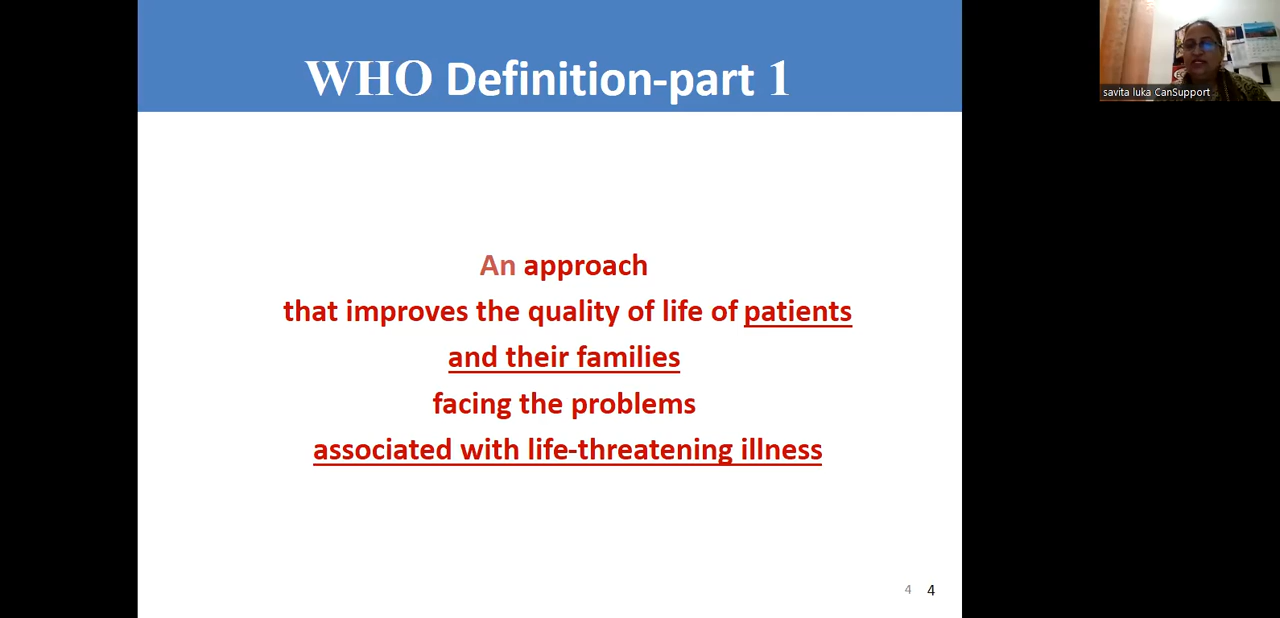 WHO Definition-part 1
savita luka CanSupport
An approach
that improves the quality of life of patients
and their families
facing the problems
associated with life-threatening illness
4 4